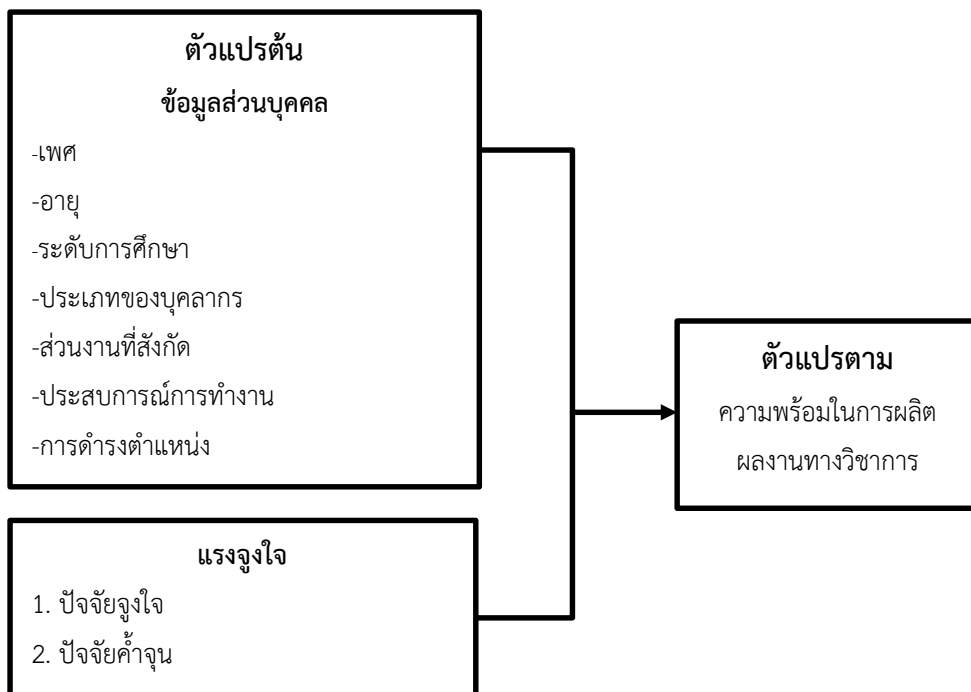 ตัวแปรต้น
ข้อมูลส่วนบุคคล
-เพศ
-อายุ
-ระดับการศึกษา
-ประเภทของบุคลากร
-ส่วนงานที่สังกัด
-ประสบการณ์การทำงาน
-การดำรงตำแหน่ง
แรงจูงใจ
1. ปัจจัยจูงใจ
2. ปัจจัยค้ำจุน
ตัวแปรตาม
ความพร้อมในการผลิต
ผลงานทางวิชาการ